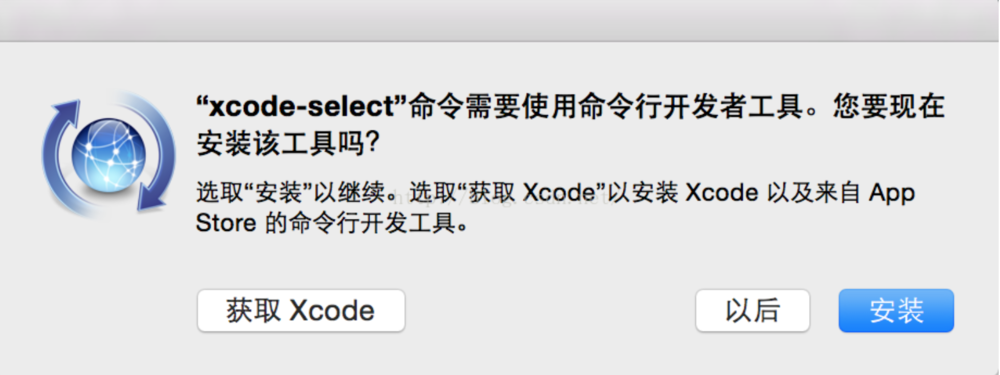 “xcode-select”命令需要使用命令行开发者工具。您要现在
安装该工具吗?
选取“安装”以继续。选取“获取 Xcode”以安装 Xcode 以及来自 App
Store 的命令行开发工具。
获取 Xcode
以后
安装